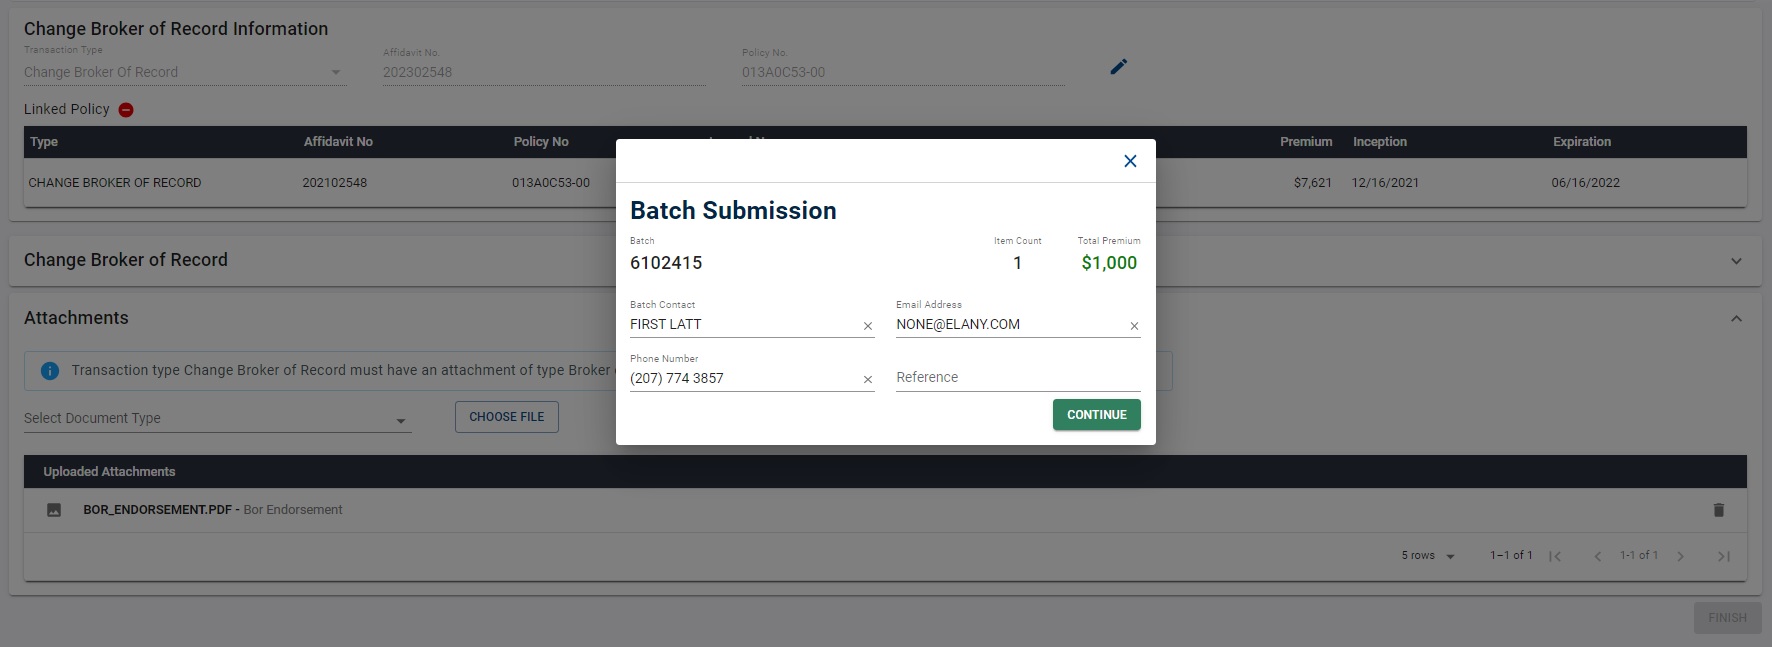 Change Broker of Record Information
Transaction Type
Affidavit No.
Policy No.
Change Broker Of Record
202302548
013A0C53-00
Linked Policy
Type Affidavit No Policy No Premium Inception Expiration
CHANGE BROKER OF RECORD 202102548 013A0C53-00 $7,621 12/16/2021 06/16/2022
Batch Submission
Batch Item Count Total Premium
6102415 1 $1,000
Batch Contact Email Address
FIRST LATT NONE@ELANY.COM
Phone Number
(207) 774 3857 Reference
CONTINUE
Change Broker of Record
Attachments
Transaction type Change Broker of Record must have an attachment of type Broker
Select Document Type CHOOSE FILE
Uploaded Attachments
BOR_ENDORSEMENT.PDF - Bor Endorsement
5 rows 1–1 of 1 1-1 of 1
FINISH